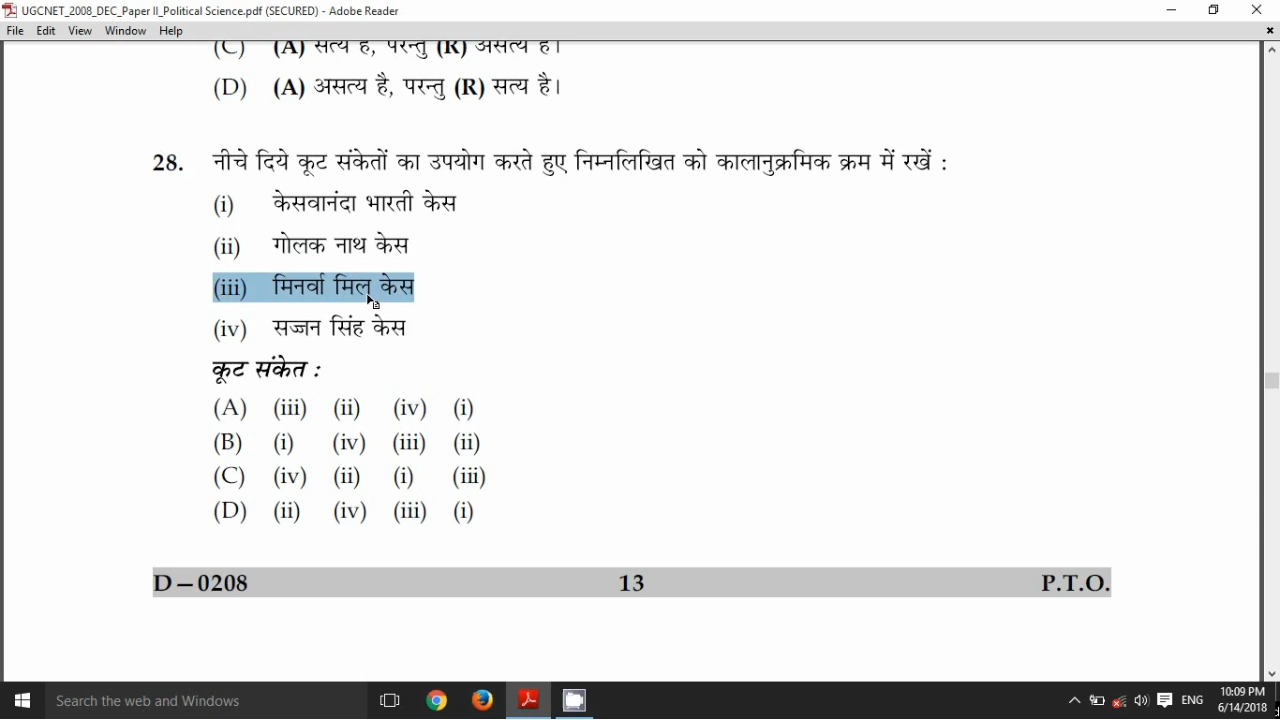 UGCNET_2008_DEC_Paper II_Political Science.pdf (SECURED) - Adobe Reader
File Edit View Window Help
(C) (A) सत्य है, परन्तु (R) असत्य है।
(D) (A) असत्य है, परन्तु (R) सत्य है।
28. नीचे दिये कूट संकेतों का उपयोग करते हुए निम्नलिखित को कालानुक्रमिक क्रम में रखें :
(i) केसवानंदा भारती केस
(ii) गोलक नाथ केस
(iii) मिनर्वा मिल केस
(iv) सज्जन सिंह केस
कूट संकेत :
(A) (iii) (ii) (iv) (i)
(B) (i) (iv) (iii) (ii)
(C) (iv) (ii) (i) (iii)
(D) (ii) (iv) (iii) (i)
D-0208 13 P.T.O.
Search the web and Windows
ENG
10:09 PM
6/14/2018